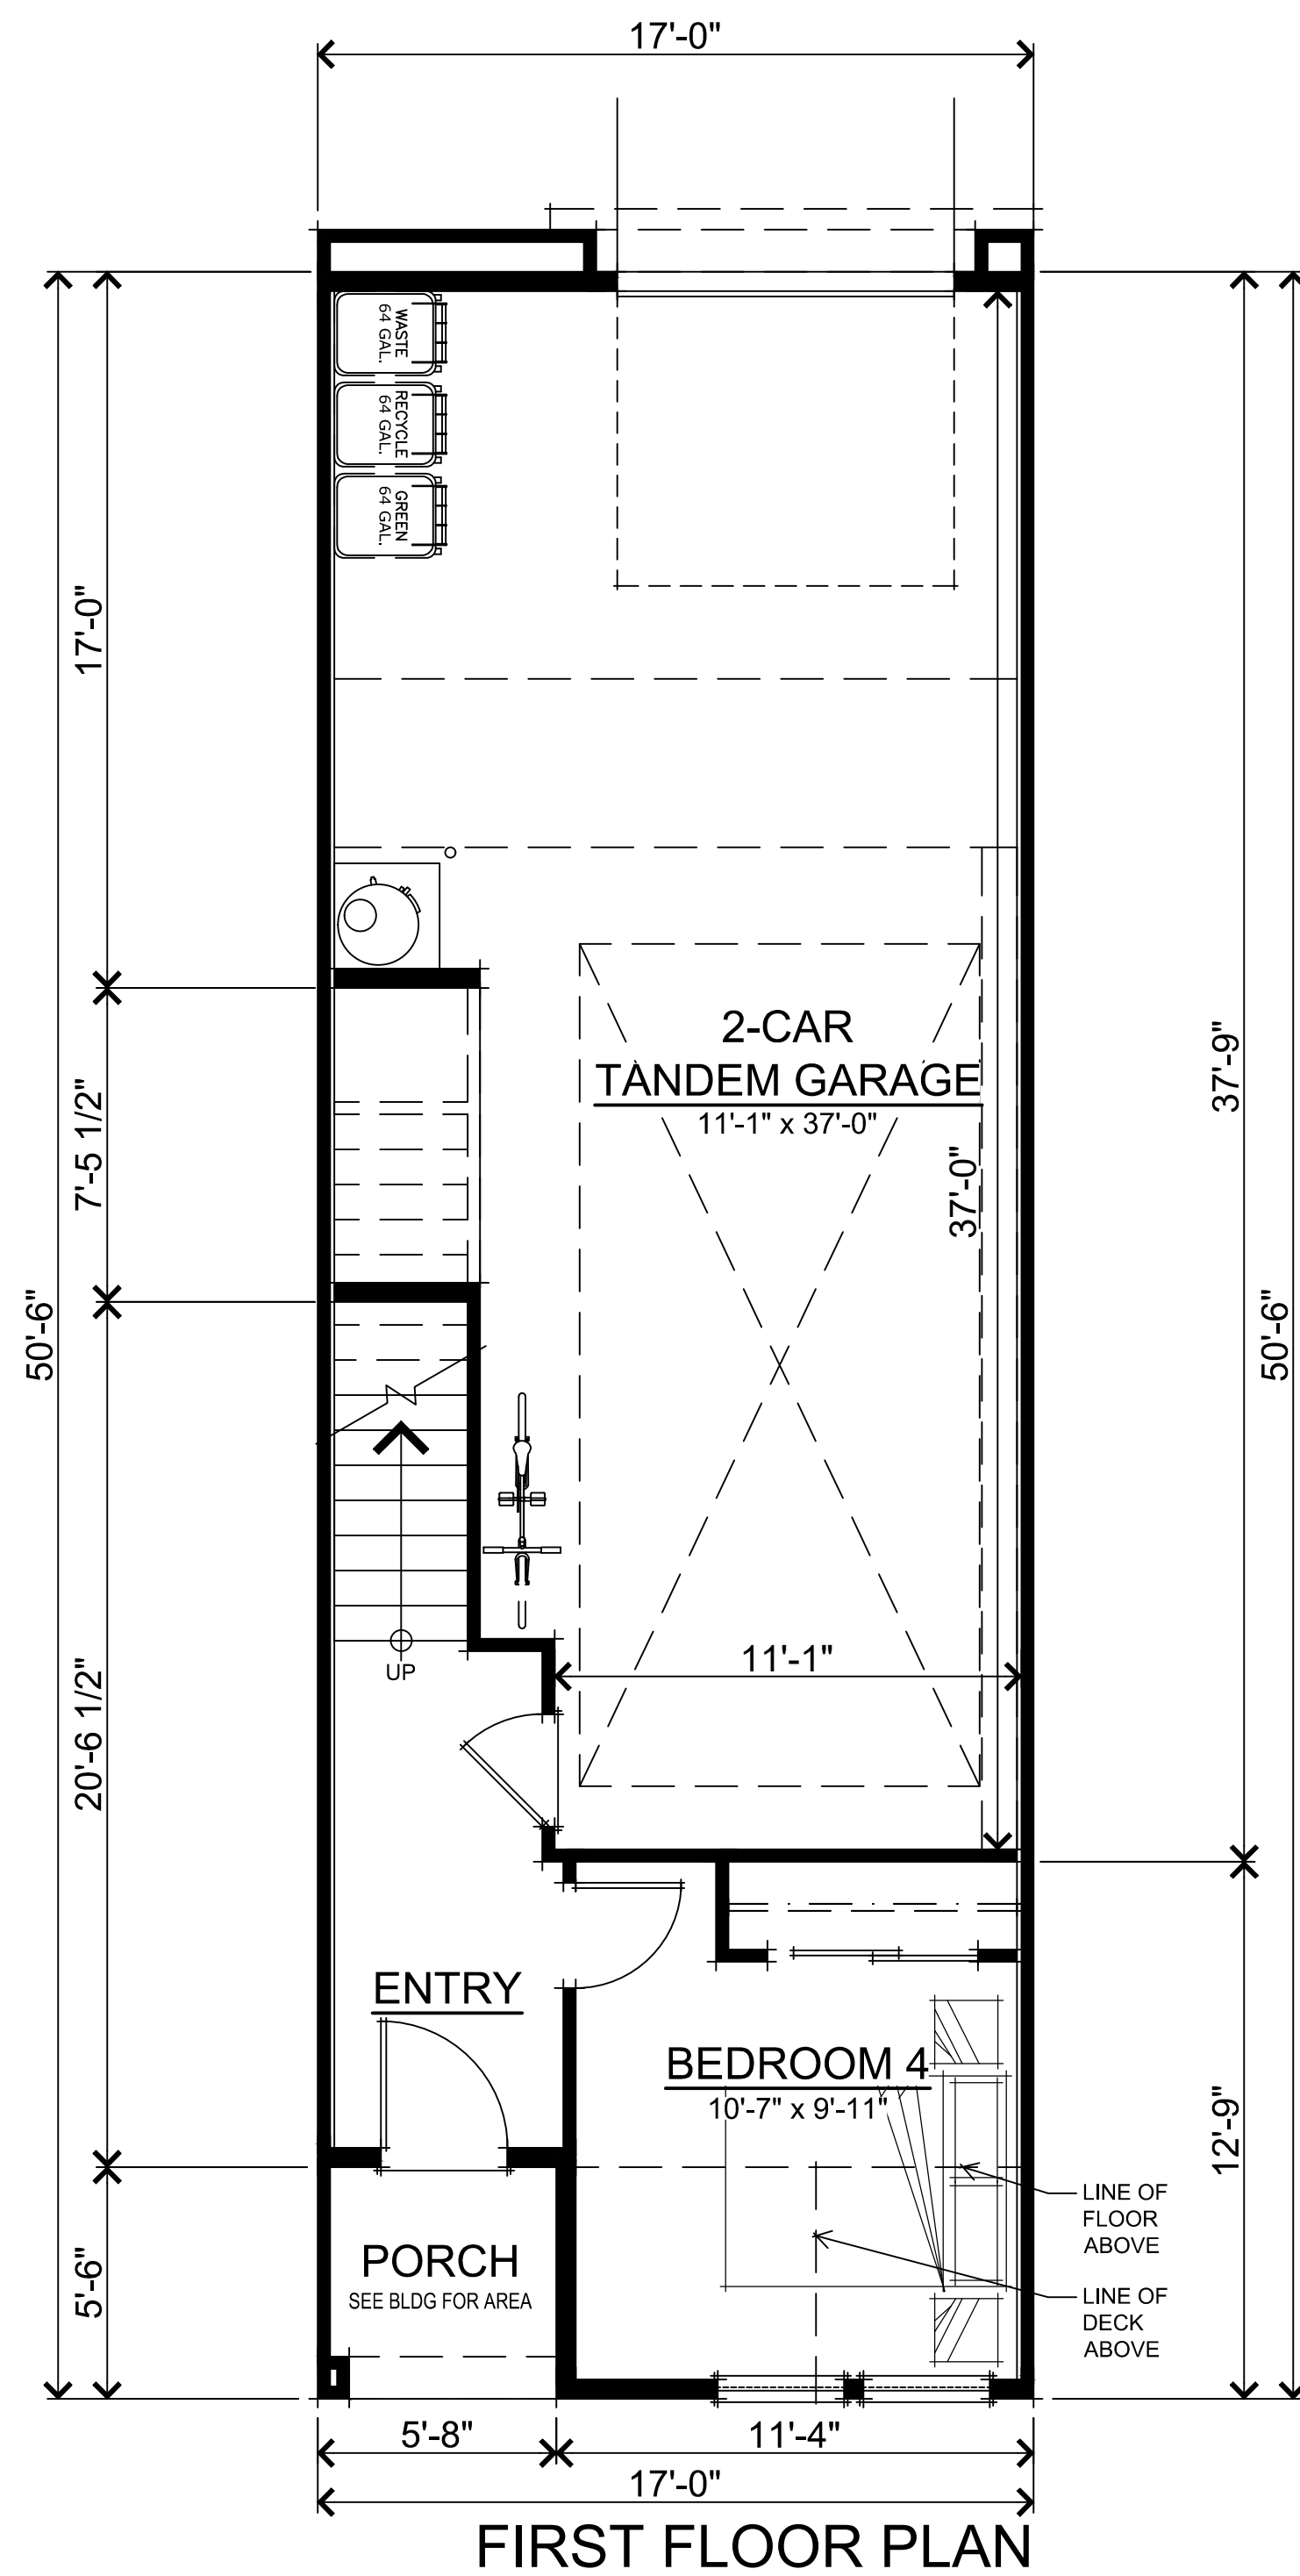 17'-0"
WASTE
64 GAL.
RECYCLE
64 GAL.
GREEN
64 GAL.
17'-0"
2-CAR
TANDEM GARAGE
11'-1" x 37'-0"
37'-9"
7'-5 1/2"
37'-0"
50'-6"
50'-6"
11'-1"
UP
20'-6 1/2"
ENTRY
BEDROOM 4
10'-7" x 9'-11"
12'-9"
LINE OF
FLOOR
ABOVE
PORCH
SEE BLDG FOR AREA
5'-6"
LINE OF
DECK
ABOVE
5'-8"
11'-4"
17'-0"
FIRST FLOOR PLAN